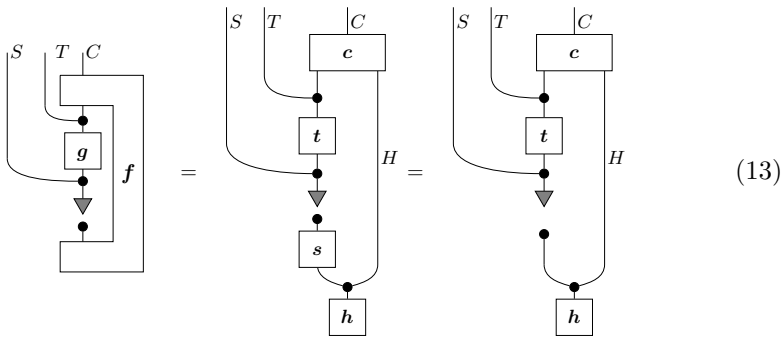 S T C S T C
c c
S T C
t t
g f = H = H (13)
s
h h